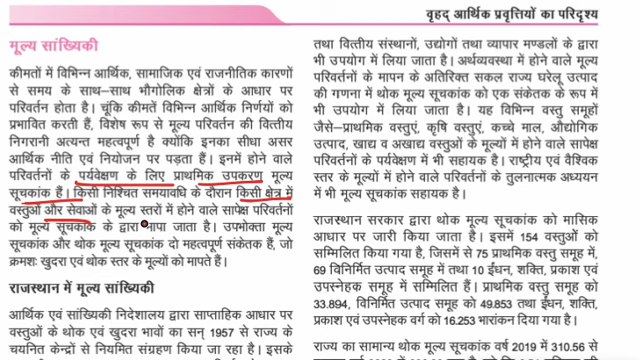 वृहद् आर्थिक प्रवृत्तियों का परिदृश्य
मूल्य सांख्यिकी
कीमतों में विभिन्न आर्थिक, सामाजिक एवं राजनीतिक कारणों
से समय के साथ–साथ भौगोलिक क्षेत्रों के आधार पर
परिवर्तन होता है। चूंकि कीमतें विभिन्न आर्थिक निर्णयों को
प्रभावित करती हैं, विशेष रूप से मूल्य परिवर्तन की वित्तीय
निगरानी अत्यन्त महत्वपूर्ण है क्योंकि इनका सीधा असर
आर्थिक नीति एवं नियोजन पर पड़ता हैं। इनमें होने वाले
परिवर्तनों के पर्यवेक्षण के लिए प्राथमिक उपकरण मूल्य
सूचकांक हैं। किसी निश्चित समयावधि के दौरान किसी क्षेत्र में
वस्तुओं और सेवाओं के मूल्य स्तरों में होने वाले सापेक्ष परिवर्तनों
को मूल्य सूचकांक के द्वारा मापा जाता है। उपभोक्ता मूल्य
सूचकांक और थोक मूल्य सूचकांक दो महत्वपूर्ण संकेतक हैं, जो
क्रमशः खुदरा एवं थोक स्तर के मूल्यों को मापते हैं।
राजस्थान में मूल्य सांख्यिकी
आर्थिक एवं सांख्यिकी निदेशालय द्वारा साप्ताहिक आधार पर
वस्तुओं के थोक एवं खुदरा भावों का सन् 1957 से राज्य के
चयनित केन्द्रों से नियमित संग्रहण किया जा रहा है। इसके
तथा वित्तीय संस्थानों, उद्योगों तथा व्यापार मण्डलों के द्वारा
भी उपयोग में लिया जाता है। अर्थव्यवस्था में होने वाले मूल्य
परिवर्तनों के मापन के अतिरिक्त सकल राज्य घरेलू उत्पाद
की गणना में थोक मूल्य सूचकांक को एक संकेतक के रूप में
भी उपयोग में लिया जाता है। यह विभिन्न वस्तु समूहों
जैसे–प्राथमिक वस्तुएं, कृषि वस्तुएं, कच्चे माल, औद्योगिक
उत्पाद, खाद्य व अखाद्य वस्तुओं के मूल्यों में होने वाले सापेक्ष
परिवर्तनों के पर्यवेक्षण में भी सहायक है। राष्ट्रीय एवं वैश्विक
स्तर के मूल्यों में होने वाले परिवर्तनों के तुलनात्मक अध्ययन
में भी मूल्य सूचकांक सहायक है।
राजस्थान सरकार द्वारा थोक मूल्य सूचकांक को मासिक
आधार पर जारी किया जाता है। इसमें 154 वस्तुओं को
सम्मिलित किया गया है, जिसमें से 75 प्राथमिक वस्तु समूह में,
69 विनिर्मित उत्पाद समूह में तथा 10 ईंधन, शक्ति, प्रकाश एवं
उपस्नेहक समूह में सम्मिलित हैं। प्राथमिक वस्तु समूह को
33.894, विनिर्मित उत्पाद समूह को 49.853 तथा ईंधन, शक्ति,
प्रकाश एवं उपस्नेहक वर्ग को 16.253 भारांकन दिया गया है।
राज्य का सामान्य थोक मूल्य सूचकांक वर्ष 2019 में 310.56 से